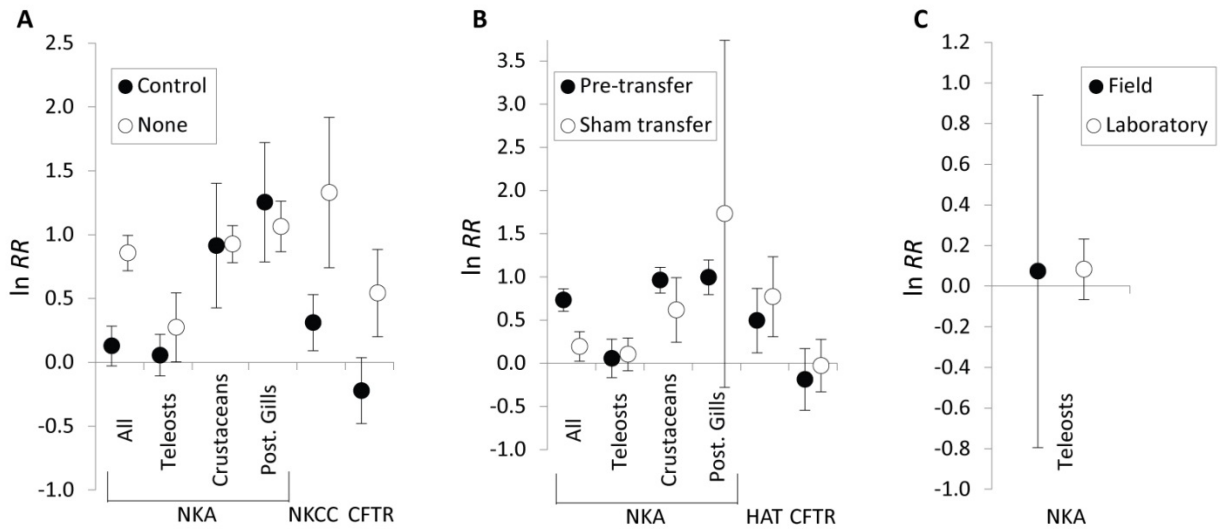 A
2.5
2.0
1.5
1.0
0.5
0.0
-0.5
-1.0
ln RR
Control
None
All
Teleosts
Crustaceans
Post. Gills
NKA
NKCC
CFTR
B
3.5
3.0
2.5
2.0
1.5
1.0
0.5
0.0
-0.5
-1.0
ln RR
Pre-transfer
Sham transfer
All
Teleosts
Crustaceans
Post. Gills
NKA
HAT
CFTR
C
1.2
1.0
0.8
0.6
0.4
0.2
0.0
-0.2
-0.4
-0.6
-0.8
-1.0
ln RR
Field
Laboratory
Teleosts
NKA